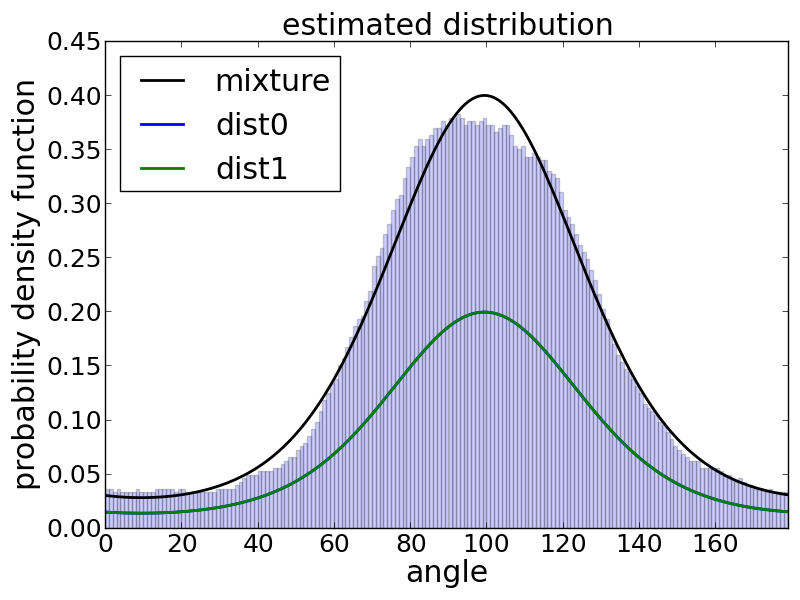 estimated distribution
probability density function
0.45
0.40
0.35
0.30
0.25
0.20
0.15
0.10
0.05
0.00
mixture
dist0
dist1
0 20 40 60 80 100 120 140 160
angle